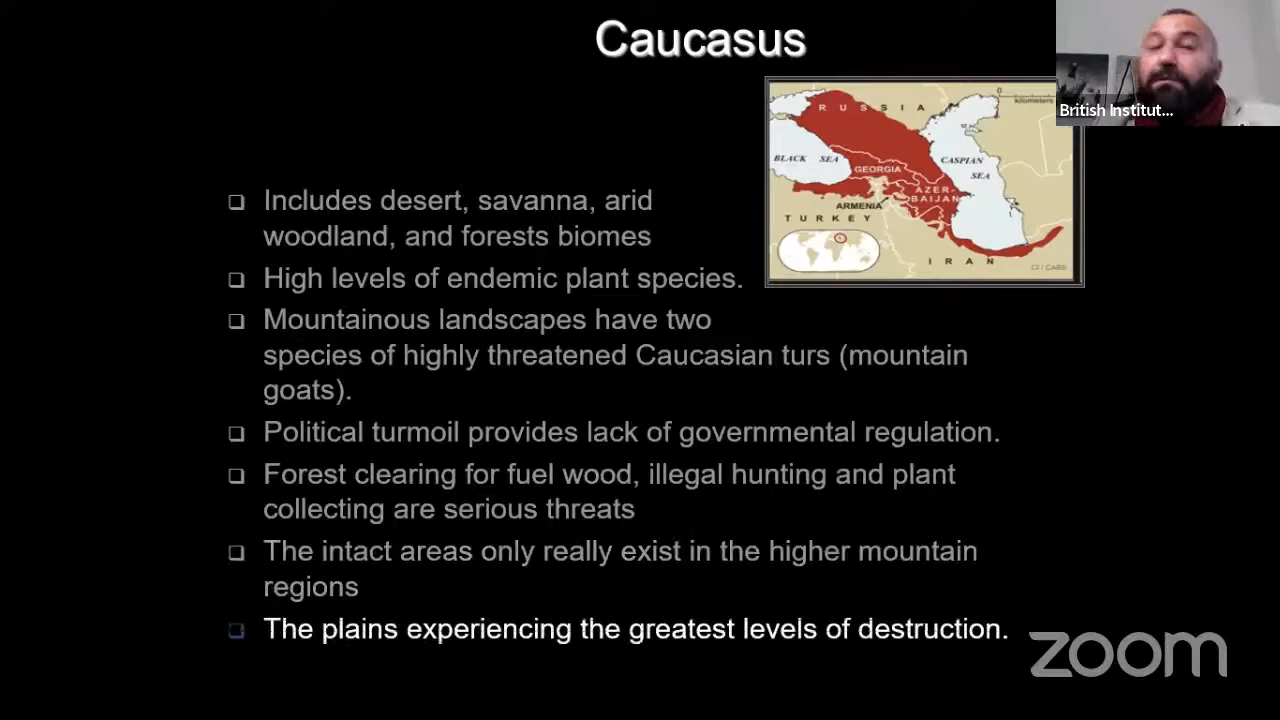 Caucasus
British Institut...
0
kilometers
RUSSIA
BLACK SEA
CASPIAN
SEA
GEORGIA
AZER-
BAIJAN
ARMENIA
TURKEY
IRAN
CI / CABS
Includes desert, savanna, arid
woodland, and forests biomes
High levels of endemic plant species.
Mountainous landscapes have two
species of highly threatened Caucasian turs (mountain
goats).
Political turmoil provides lack of governmental regulation.
Forest clearing for fuel wood, illegal hunting and plant
collecting are serious threats
The intact areas only really exist in the higher mountain
regions
The plains experiencing the greatest levels of destruction.
zoom